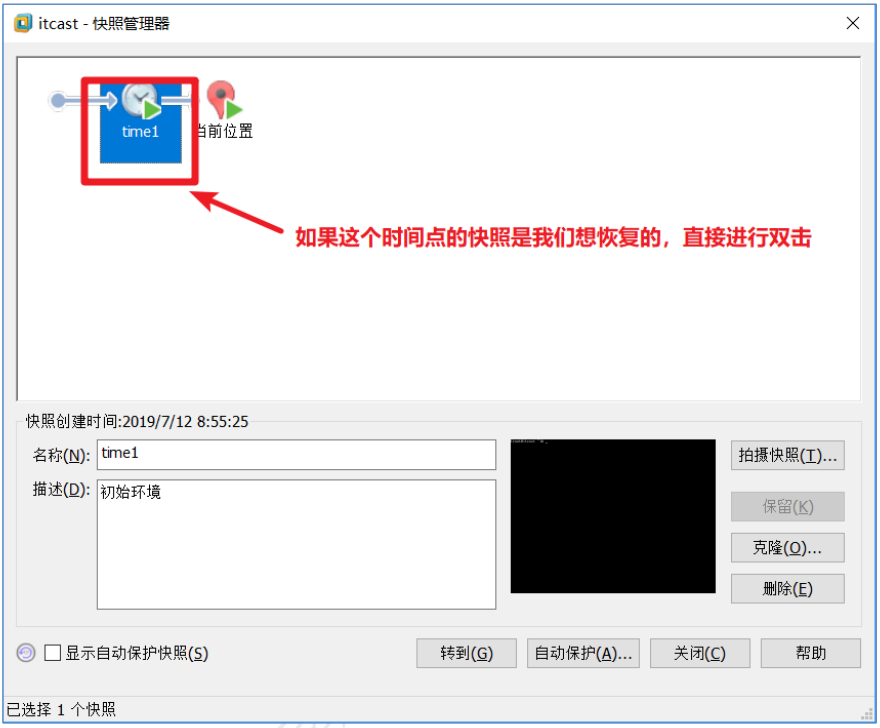 itcast - 快照管理器
time1
当前位置
如果这个时间点的快照是我们想恢复的，直接进行双击
快照创建时间:2019/7/12 8:55:25
名称(N): time1
拍摄快照(T)...
描述(D): 初始环境
保留(K)
克隆(O)...
删除(E)
显示自动保护快照(S)
转到(G)
自动保护(A)...
关闭(C)
帮助
已选择 1 个快照